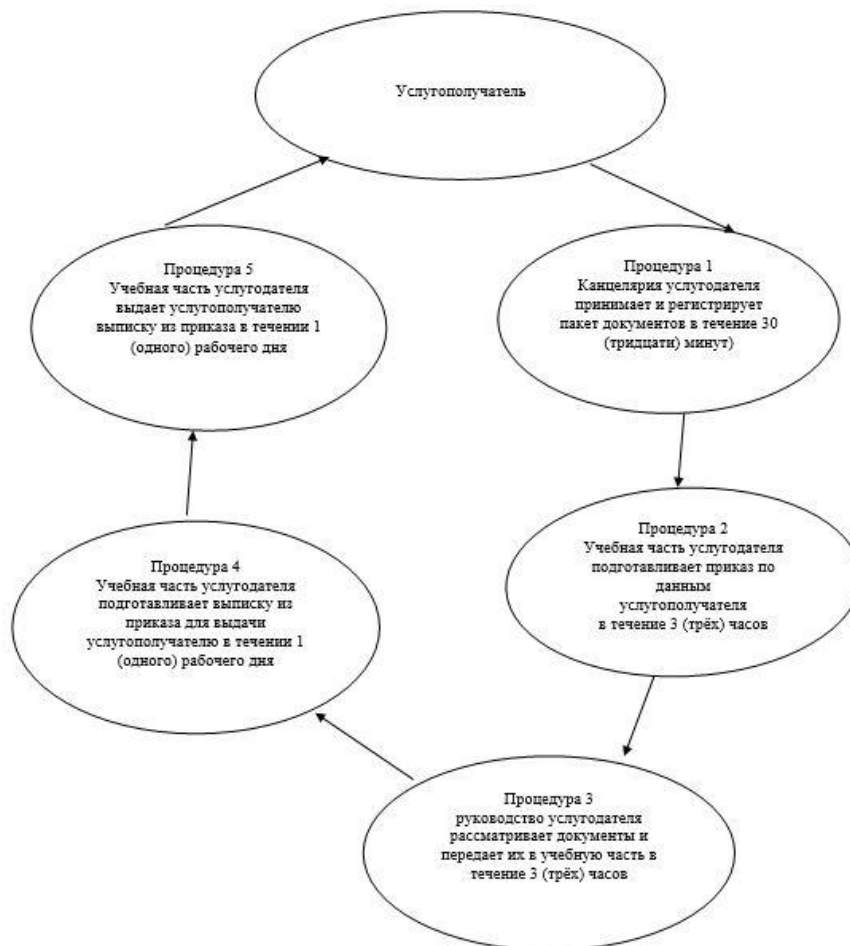 Услугополучатель
Процедура 1
Канцелярия услугодателя
принимает и регистрирует
пакет документов в течение 30
(тридцати) минут)
Процедура 2
Учебная часть услугодателя
подготавливает приказ по
данным
услугополучателя
в течение 3 (трёх) часов
Процедура 3
руководство услугодателя
рассматривает документы и
передает их в учебную часть в
течение 3 (трёх) часов
Процедура 4
Учебная часть услугодателя
подготавливает выписку из
приказа для выдачи
услугополучателю в течении 1
(одного) рабочего дня
Процедура 5
Учебная часть услугодателя
выдает услугополучателю
выписку из приказа в течении 1
(одного) рабочего дня